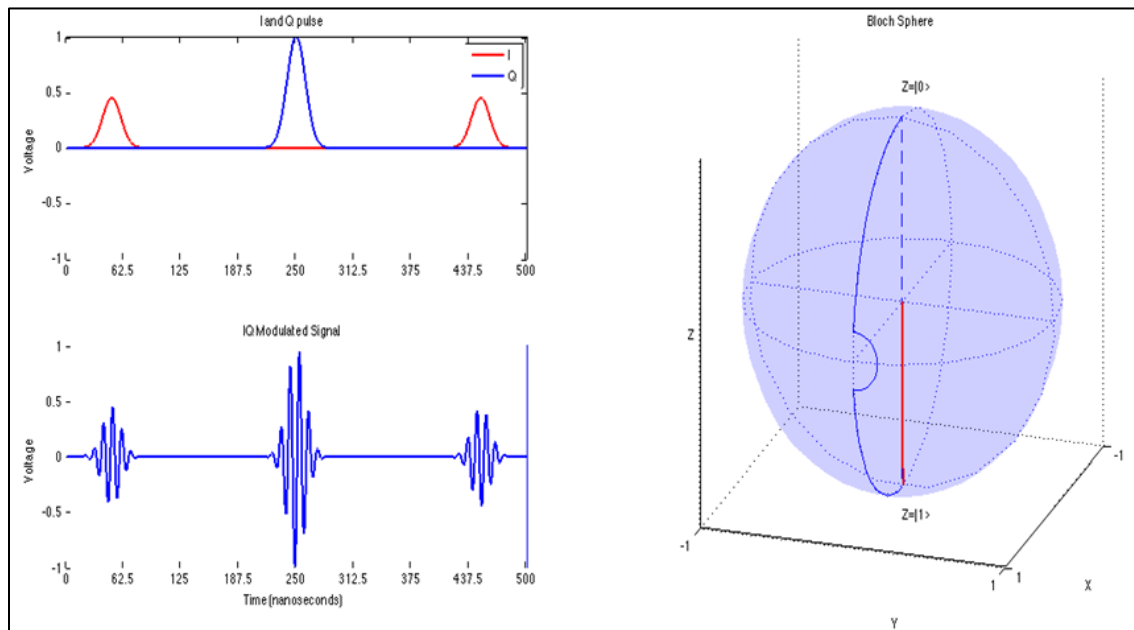 I and Q pulse
I
Q
1
0.5
0
-0.5
-1
Voltage
0 62.5 125 187.5 250 312.5 375 437.5 500
IQ Modulated Signal
1
0.5
0
-0.5
-1
Voltage
0 62.5 125 187.5 250 312.5 375 437.5 500
Time (nanoseconds)
Bloch Sphere
Z=|0>
Z
Z=|1>
-1
-1
1 1
X
Y